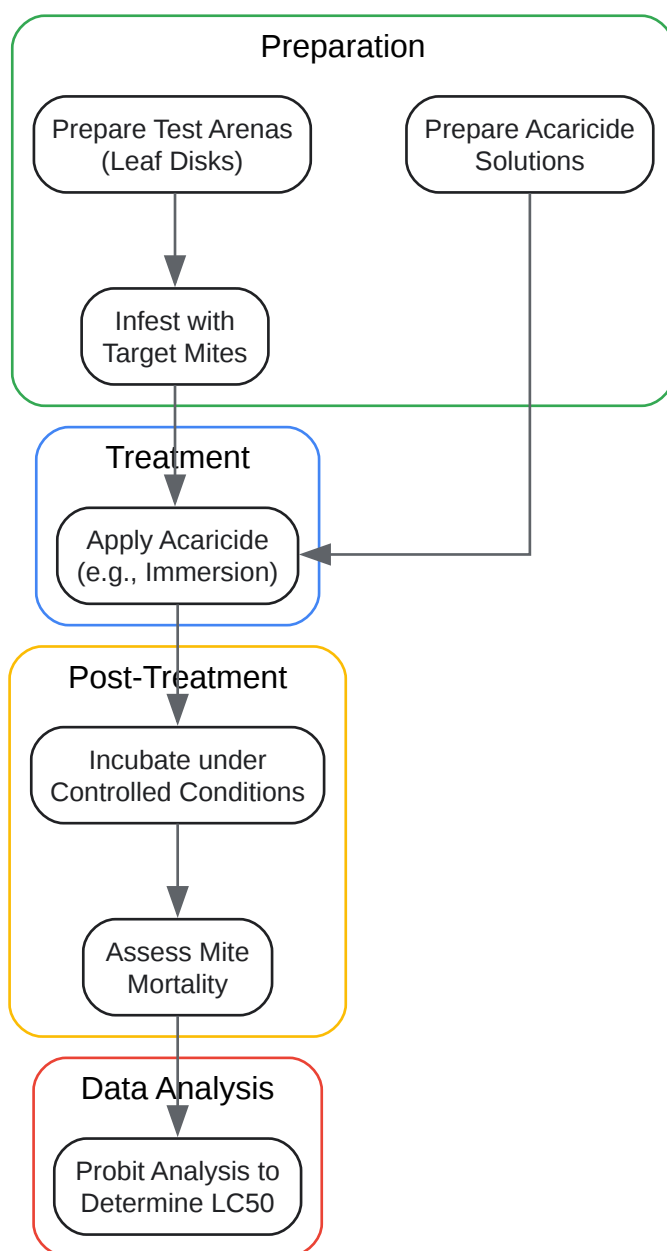 Preparation
Prepare Test Arenas
(Leaf Disks)
Prepare Acaricide
Solutions
Infest with
Target Mites
Treatment
Apply Acaricide
(e.g., Immersion)
Post-Treatment
Incubate under
Controlled Conditions
Assess Mite
Mortality
Data Analysis
Probit Analysis to
Determine LC50